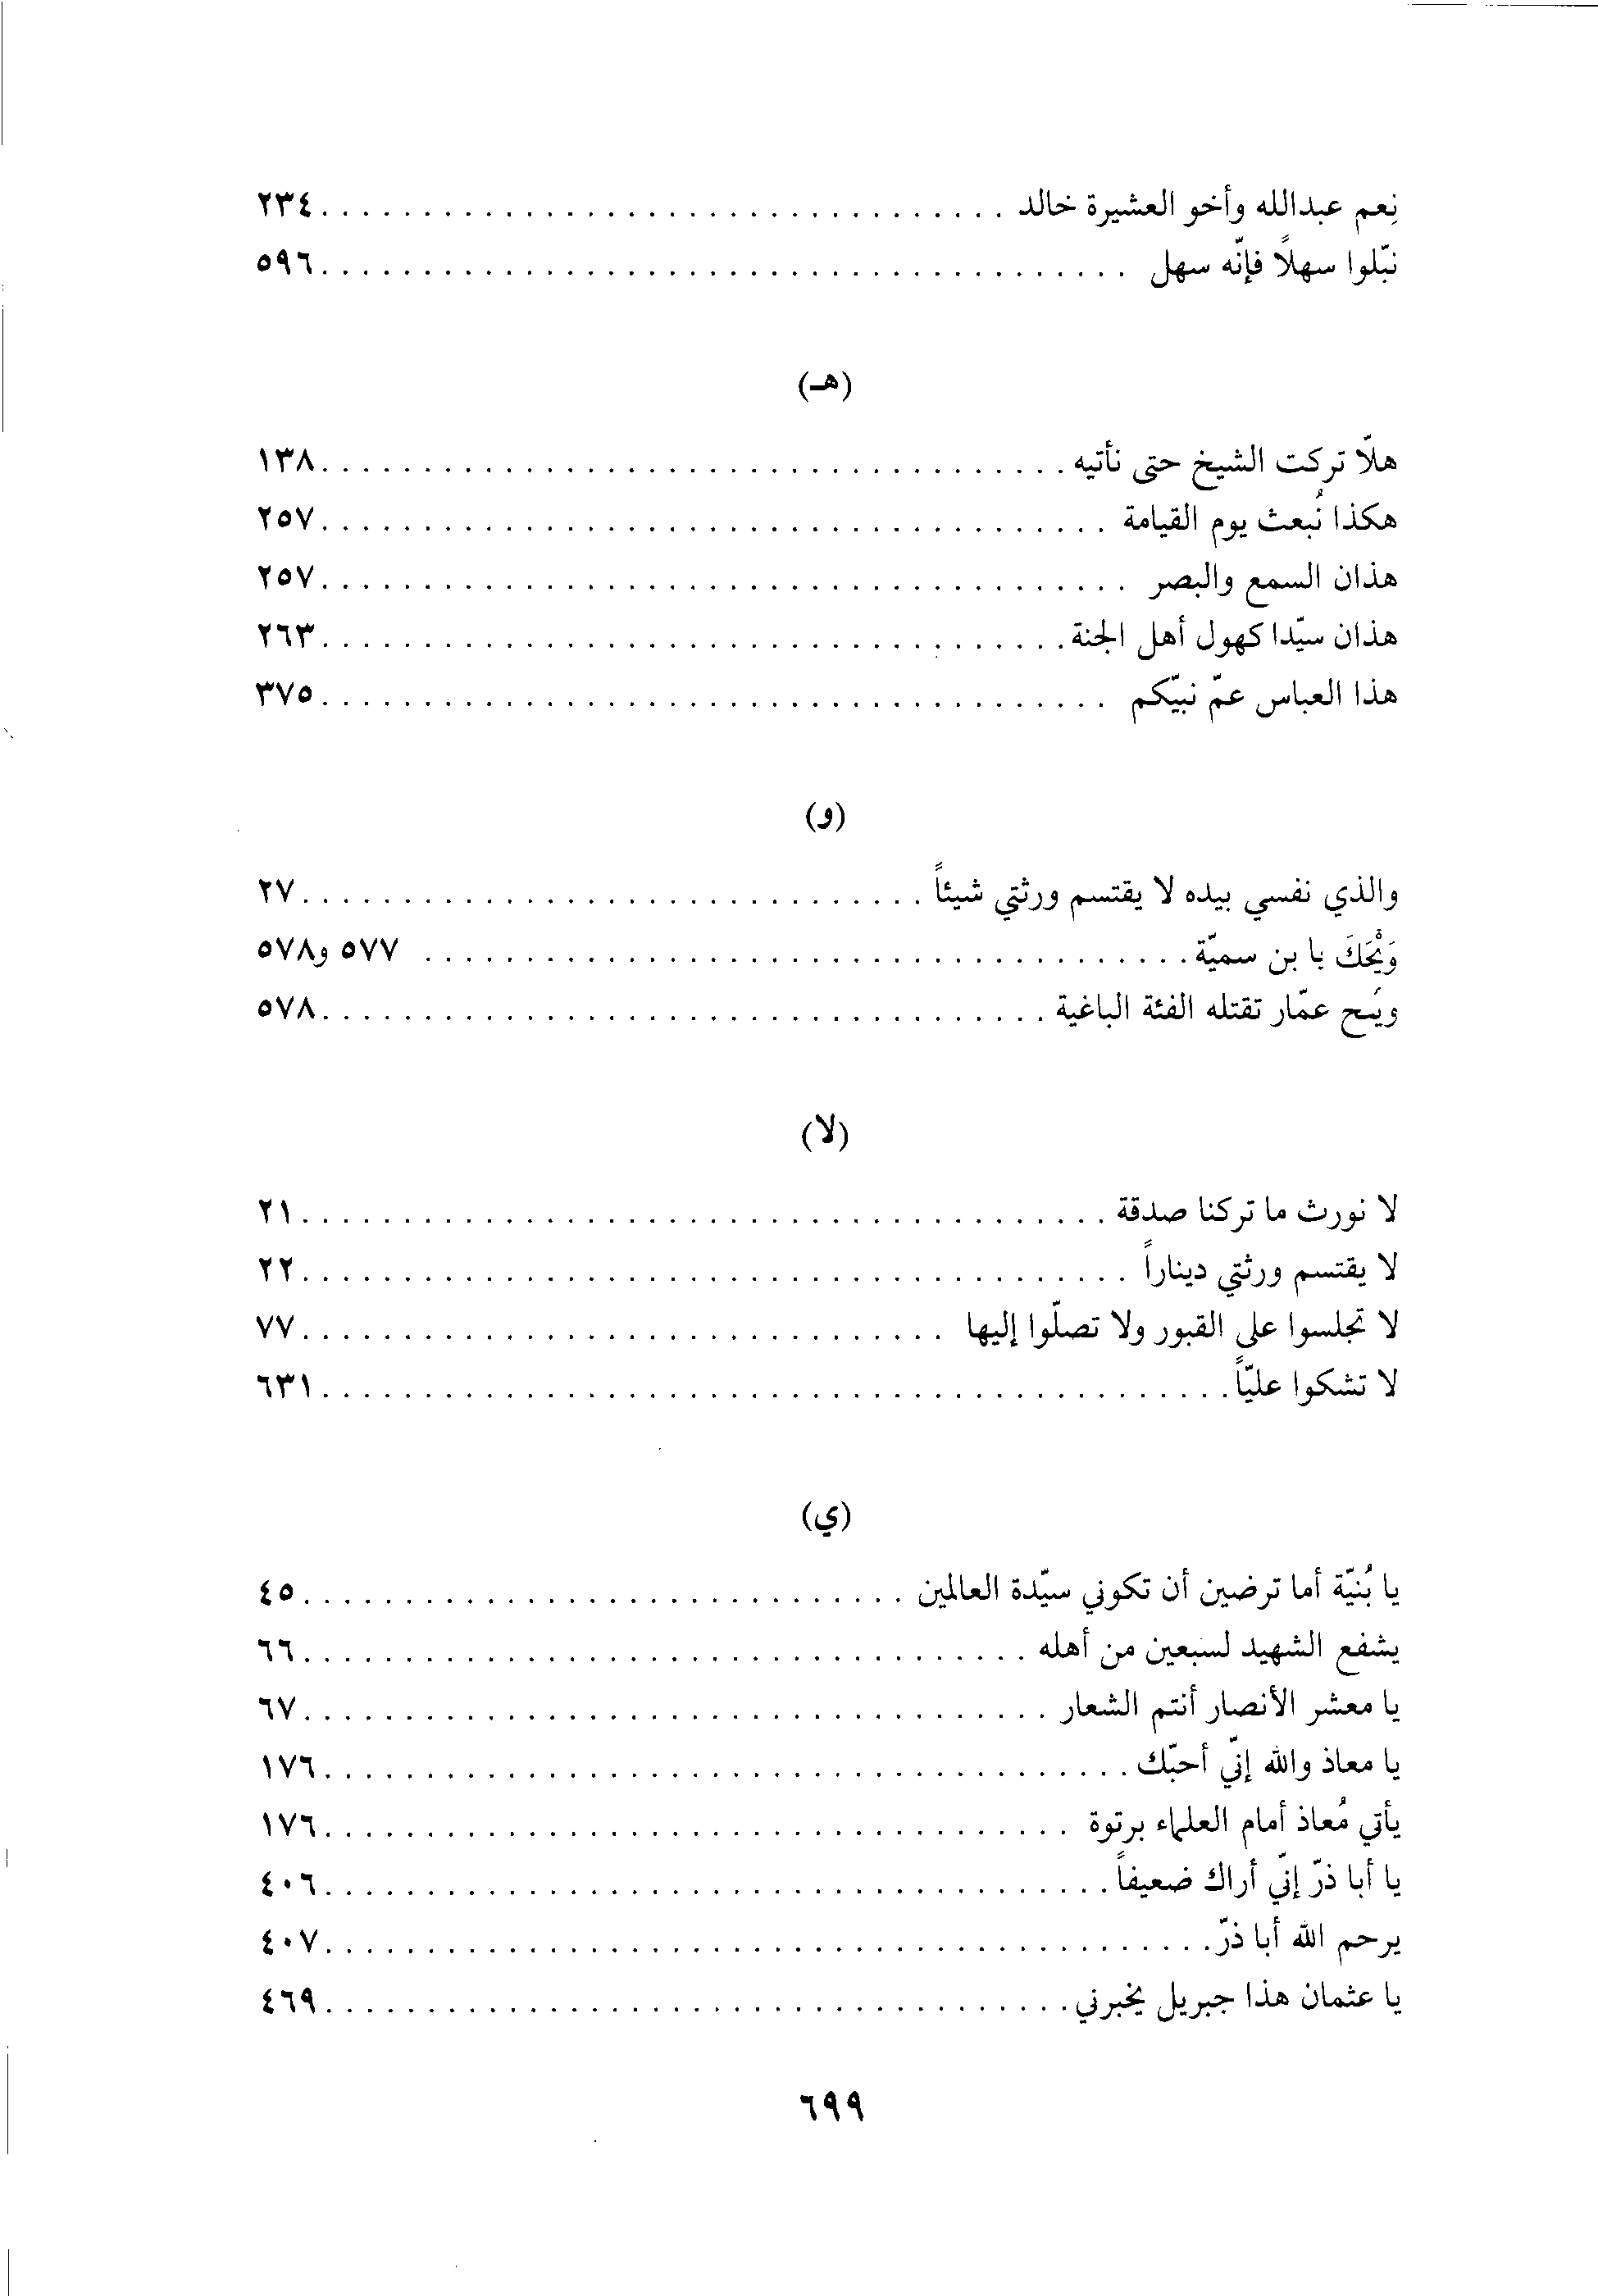 نِعم عبدالله وأخو العشيرة خالد ................................. ٢٣٤
نبّلوا سهلاً فإنّه سهل ....................................... ٥٩٦
(هـ)
هلاّ تركت الشيخ حتى نأتيه .................................... ١٣٨
هكذا نُبعث يوم القيامة ...................................... ٢٥٧
هذان السمع والبصر ....................................... ٢٥٧
هذان سيّدا كهول أهل الجنة .................................... ٢٦٣
هذا العباس عمّ نبيّكم ...................................... ٣٧٥
(و)
والذي نفسي بيده لا يقتسم ورثتي شيئاً .............................. ٢٧
وَيْحَكَ يا بن سميّة ..................................... ٥٧٧ و٥٧٨
ويح عمّار تقتله الفئة الباغية ................................... ٥٧٨
(لا)
لا نورث ما تركنا صدقة ....................................... ٢١
لا يقتسم ورثتي ديناراً ........................................ ٢٢
لا تجلسوا على القبور ولا تصلّوا إليها ............................... ٧٧
لا تشكوا عليّاً ............................................ ٦٣١
(ي)
يا بُنيّة أما ترضين أن تكوني سيّدة العالمين ............................. ٤٥
يشفع الشهيد لسبعين من أهله ................................... ٦٦
يا معشر الأنصار أنتم الشعار .................................... ٦٧
يا معاذ والله إنّي أحبّك ....................................... ١٧٦
يأتي مُعاذ أمام العلماء برتوة .................................... ١٧٦
يا أبا ذرّ إنّي أراك ضعيفاً ...................................... ٤٠٦
يرحم الله أبا ذرّ ........................................... ٤٠٧
يا عثمان هذا جبريل يخبرني .................................... ٤٦٩
٦٩٩